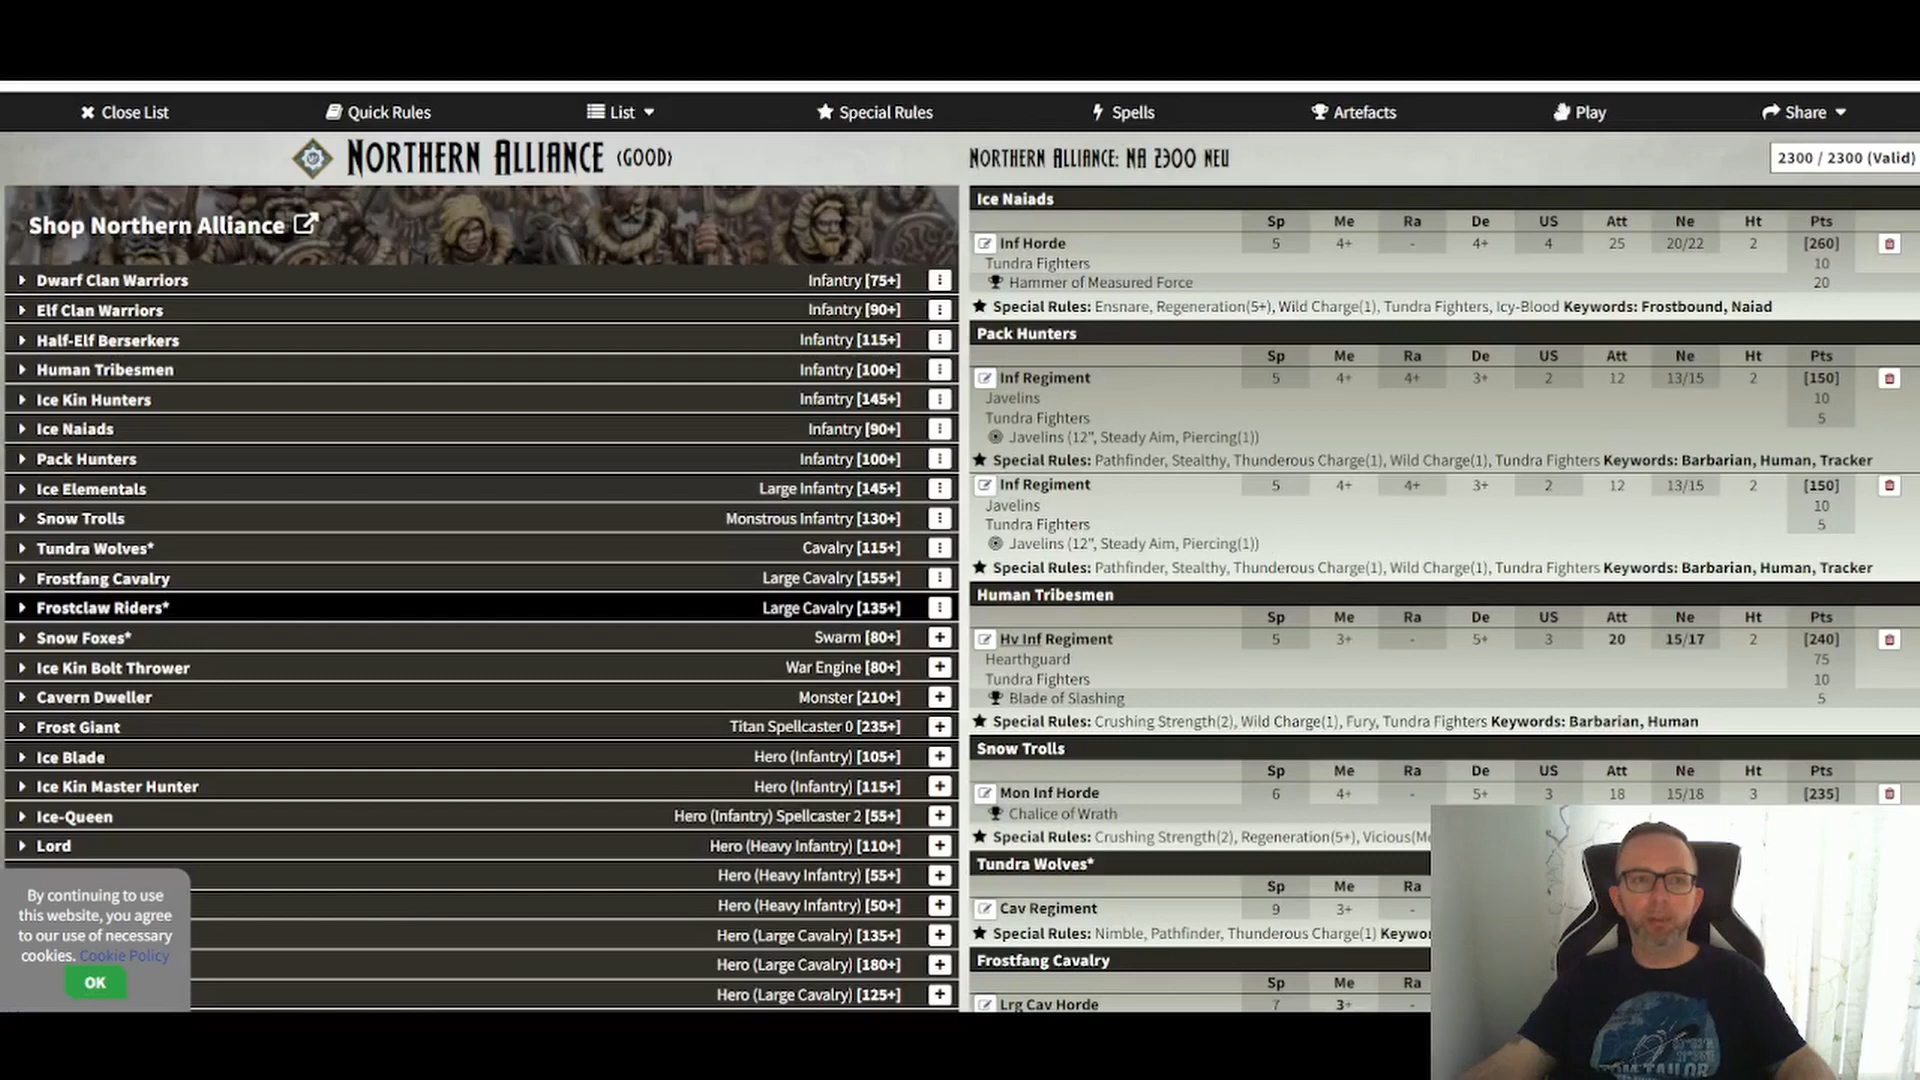 Close List Quick Rules List Special Rules Spells Artefacts Play Share
NORTHERN ALLIANCE (GOOD)
Shop Northern Alliance
Dwarf Clan Warriors Infantry [75+]
Elf Clan Warriors Infantry [90+]
Half-Elf Berserkers Infantry [115+]
Human Tribesmen Infantry [100+]
Ice Kin Hunters Infantry [145+]
Ice Naiads Infantry [90+]
Pack Hunters Infantry [100+]
Ice Elementals Large Infantry [145+]
Snow Trolls Monstrous Infantry [130+]
Tundra Wolves* Cavalry [115+]
Frostfang Cavalry Large Cavalry [155+]
Frostclaw Riders* Large Cavalry [135+]
Snow Foxes* Swarm [80+]
Ice Kin Bolt Thrower War Engine [80+]
Cavern Dweller Monster [210+]
Frost Giant Titan Spellcaster 0 [235+]
Ice Blade Hero (Infantry) [105+]
Ice Kin Master Hunter Hero (Infantry) [115+]
Ice-Queen Hero (Infantry) Spellcaster 2 [55+]
Lord Hero (Heavy Infantry) [110+]
Hero (Heavy Infantry) [55+]
Hero (Heavy Infantry) [50+]
Hero (Large Cavalry) [135+]
Hero (Large Cavalry) [180+]
Hero (Large Cavalry) [125+]
By continuing to use
this website, you agree
to our use of necessary
cookies. Cookie Policy
OK
NORTHERN ALLIANCE: NA 2300 NEU 2300 / 2300 (Valid)
Ice Naiads
Sp Me Ra De US Att Ne Ht Pts
Inf Horde 5 4+ - 4+ 4 25 20/22 2 [260]
Tundra Fighters 10
Hammer of Measured Force 20
Special Rules: Ensnare, Regeneration(5+), Wild Charge(1), Tundra Fighters, Icy-Blood Keywords: Frostbound, Naiad
Pack Hunters
Sp Me Ra De US Att Ne Ht Pts
Inf Regiment 5 4+ 4+ 3+ 2 12 13/15 2 [150]
Javelins 10
Tundra Fighters 5
Javelins (12", Steady Aim, Piercing(1))
Special Rules: Pathfinder, Stealthy, Thunderous Charge(1), Wild Charge(1), Tundra Fighters Keywords: Barbarian, Human, Tracker
Inf Regiment 5 4+ 4+ 3+ 2 12 13/15 2 [150]
Javelins 10
Tundra Fighters 5
Javelins (12", Steady Aim, Piercing(1))
Special Rules: Pathfinder, Stealthy, Thunderous Charge(1), Wild Charge(1), Tundra Fighters Keywords: Barbarian, Human, Tracker
Human Tribesmen
Sp Me Ra De US Att Ne Ht Pts
Hv Inf Regiment 5 3+ - 5+ 3 20 15/17 2 [240]
Hearthguard 75
Tundra Fighters 10
Blade of Slashing 5
Special Rules: Crushing Strength(2), Wild Charge(1), Fury, Tundra Fighters Keywords: Barbarian, Human
Snow Trolls
Sp Me Ra De US Att Ne Ht Pts
Mon Inf Horde 6 4+ - 5+ 3 18 15/18 3 [235]
Chalice of Wrath
Special Rules: Crushing Strength(2), Regeneration(5+), Vicious(Me
Tundra Wolves*
Sp Me Ra
Cav Regiment 9 3+ -
Special Rules: Nimble, Pathfinder, Thunderous Charge(1) Keywor
Frostfang Cavalry
Sp Me Ra
Lrg Cav Horde 7 3+ -
TOM TAILOR